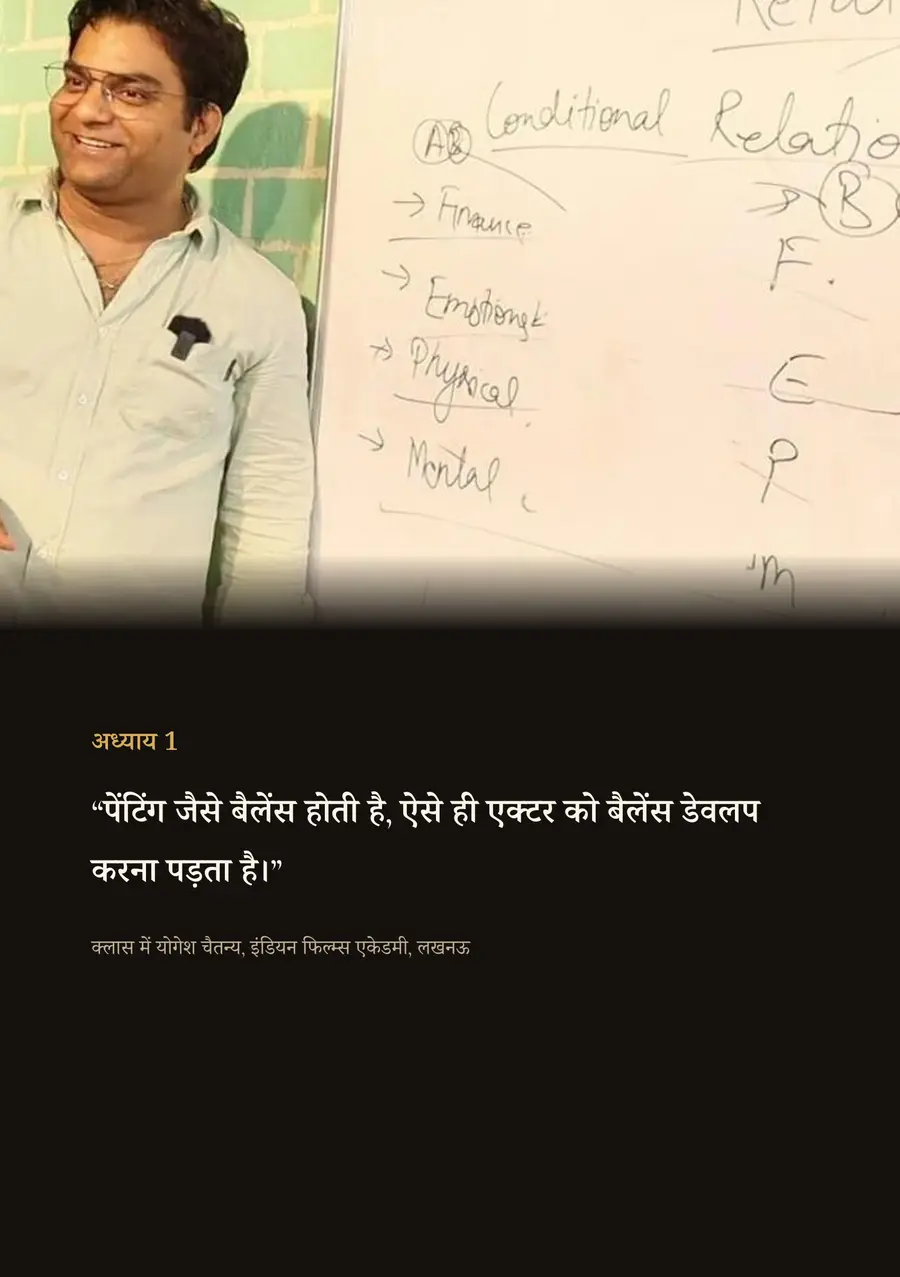 Conditional Relatio
A
B
→ Finance
F.
→ Emotional
E
→ Physical
P
→ Mental
M
अध्याय 1
“पेंटिंग जैसे बैलेंस होती है, ऐसे ही एक्टर को बैलेंस डेवलप
करना पड़ता है।”
क्लास में योगेश चैतन्य, इंडियन फिल्म्स एकेडमी, लखनऊ